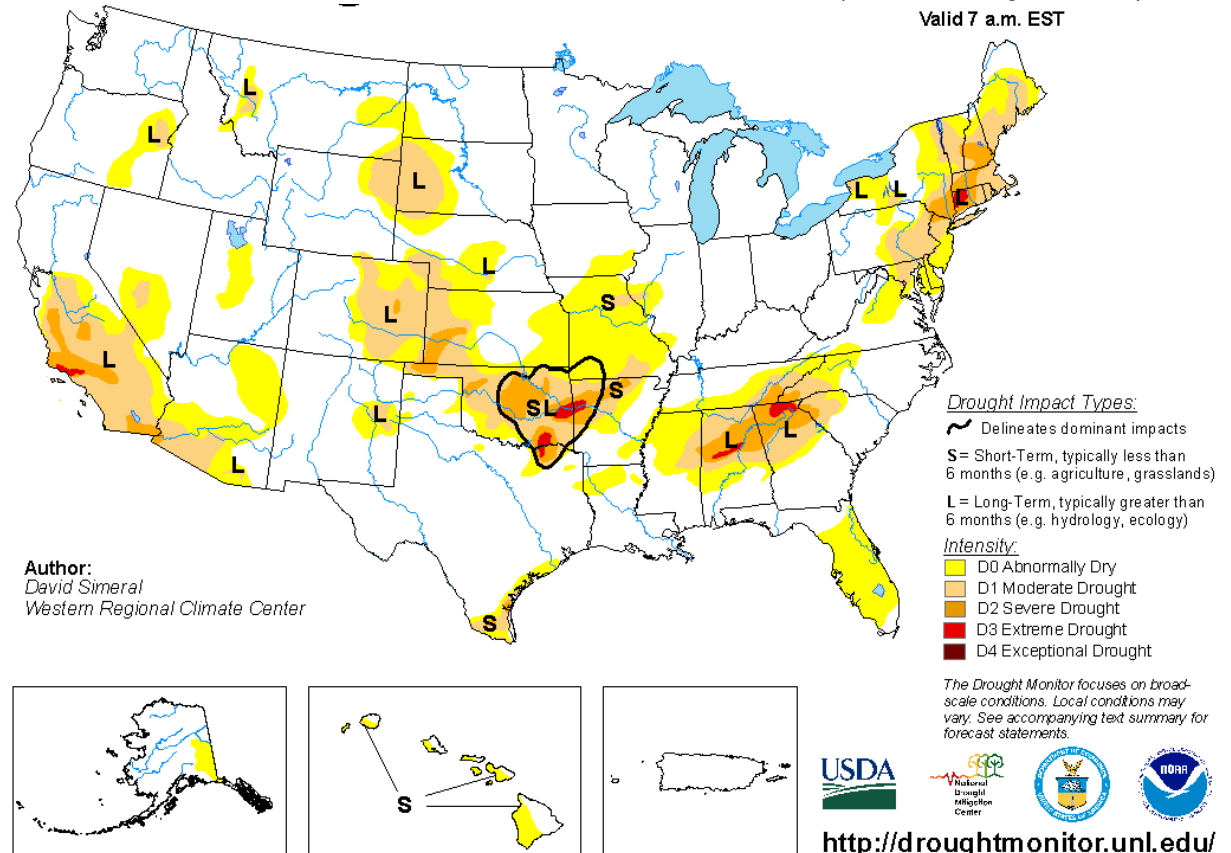 Valid 7 a.m. EST
L
L
L
L
L
L
L
L
S
L
L
S
SL
L
L
L
L
S
Drought Impact Types:
Delineates dominant impacts
S = Short-Term, typically less than
6 months (e.g. agriculture, grasslands)
L = Long-Term, typically greater than
6 months (e.g. hydrology, ecology)
Intensity:
D0 Abnormally Dry
D1 Moderate Drought
D2 Severe Drought
D3 Extreme Drought
D4 Exceptional Drought
Author:
David Simeral
Western Regional Climate Center
The Drought Monitor focuses on broad-
scale conditions. Local conditions may
vary. See accompanying text summary for
forecast statements.
S
USDA
National
Drought
Mitigation
Center
NOAA
http://droughtmonitor.unl.edu/